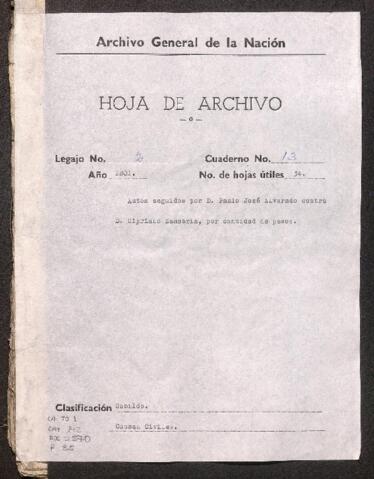 Archivo General de la Nación
HOJA DE ARCHIVO
Legajo No. 2 Cuaderno No. 13
Año 1801. No. de hojas útiles 34.
Autos seguidos por D. Pablo José Alvarado contra
D. Cipriano por cantidad de pesos.
Clasificación Cabildo.
Causas Civiles.